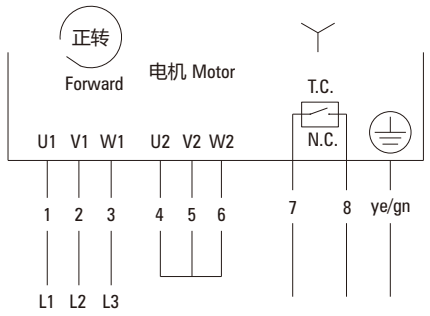 正转
Forward
电机 Motor
T.C.
N.C.
U1 V1 W1 U2 V2 W2
1 2 3 4 5 6 7 8 ye/gn
L1 L2 L3